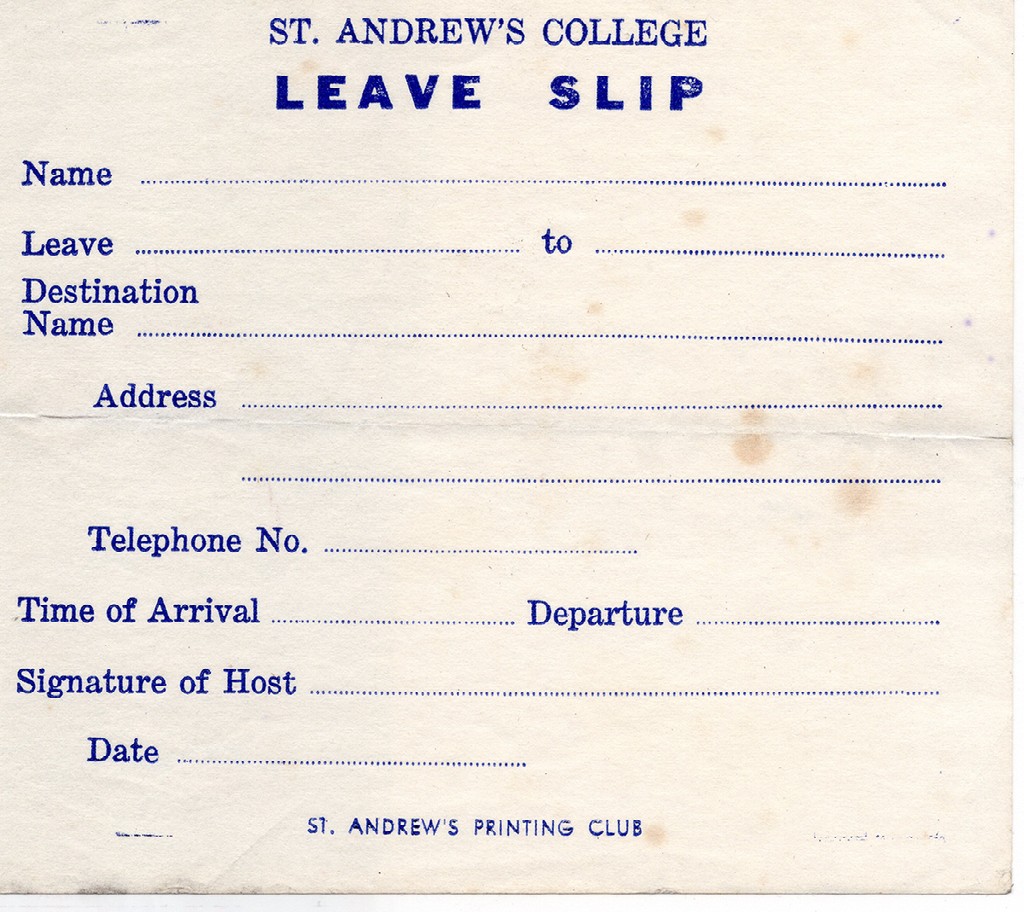 ST. ANDREW'S COLLEGE
LEAVE SLIP
Name
Leave to
Destination
Name
Address
Telephone No.
Time of Arrival Departure
Signature of Host
Date
ST. ANDREW'S PRINTING CLUB